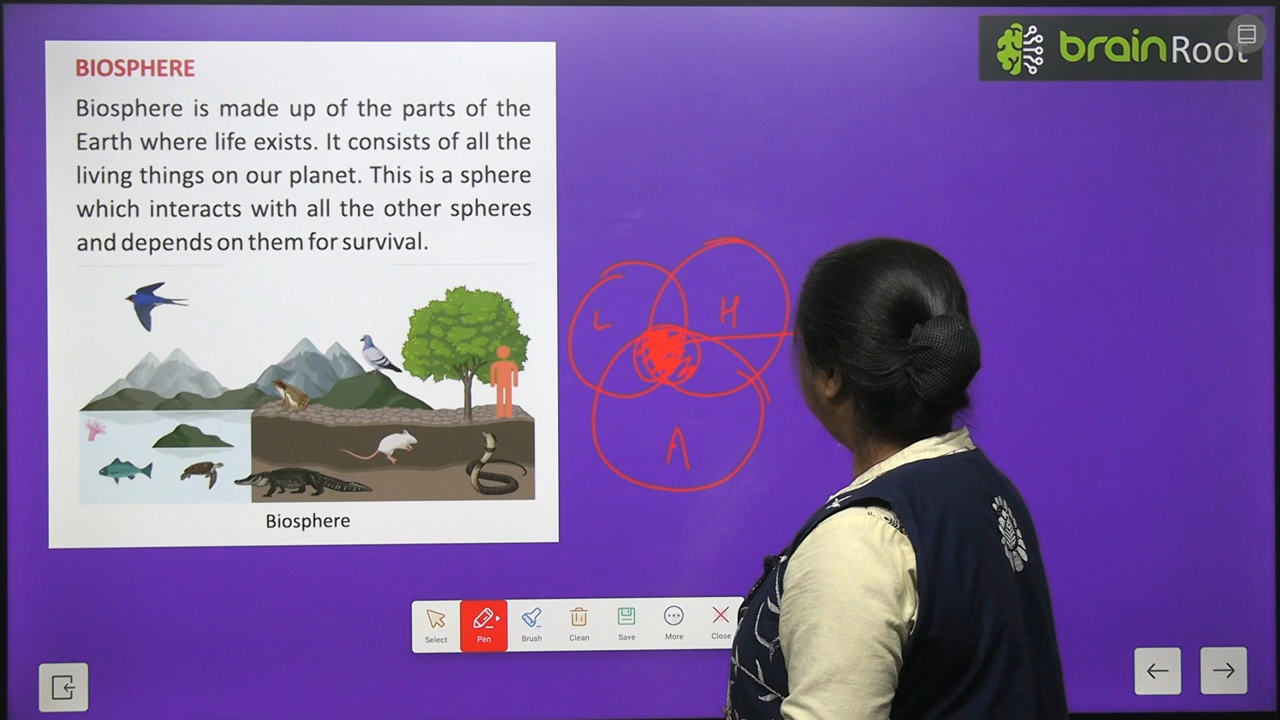 BIOSPHERE
Biosphere is made up of the parts of the
Earth where life exists. It consists of all the
living things on our planet. This is a sphere
which interacts with all the other spheres
and depends on them for survival.
Biosphere
brainRoot
L
H
A
Select
Pen
Brush
Clean
Save
More
Close